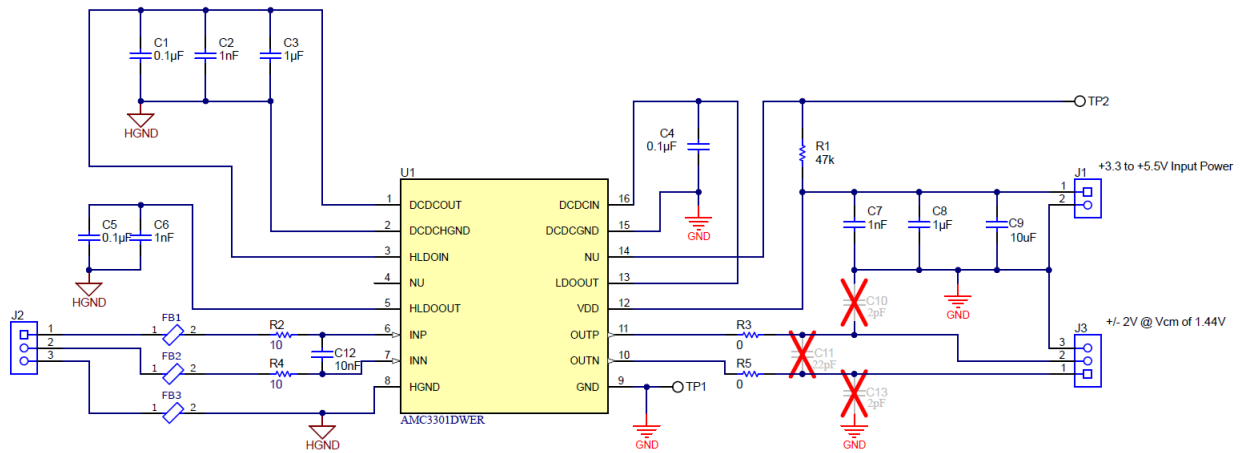 C1
0.1µF
C2
1nF
C3
1µF
HGND
TP2
C4
0.1µF
R1
47k
+3.3 to +5.5V Input Power
J1
1
2
U1
1
DCDCOUT
DCDCIN
16
2
DCDCHGND
DCDCGND
15
GND
3
HLDOIN
NU
14
4
NU
LDOOUT
13
5
HLDOOUT
VDD
12
6
INP
OUTP
11
7
INN
OUTN
10
8
HGND
GND
9
AMC3301DWER
C5
0.1µF
C6
1nF
HGND
C7
1nF
C8
1µF
C9
10uF
GND
C10
2pF
J2
1
2
3
1
FB1
2
1
FB2
2
1
FB3
2
R2
10
R4
10
C12
10nF
HGND
R3
0
R5
0
C11
22pF
C13
2pF
GND
TP1
GND
+/- 2V @ Vcm of 1.44V
J3
3
2
1